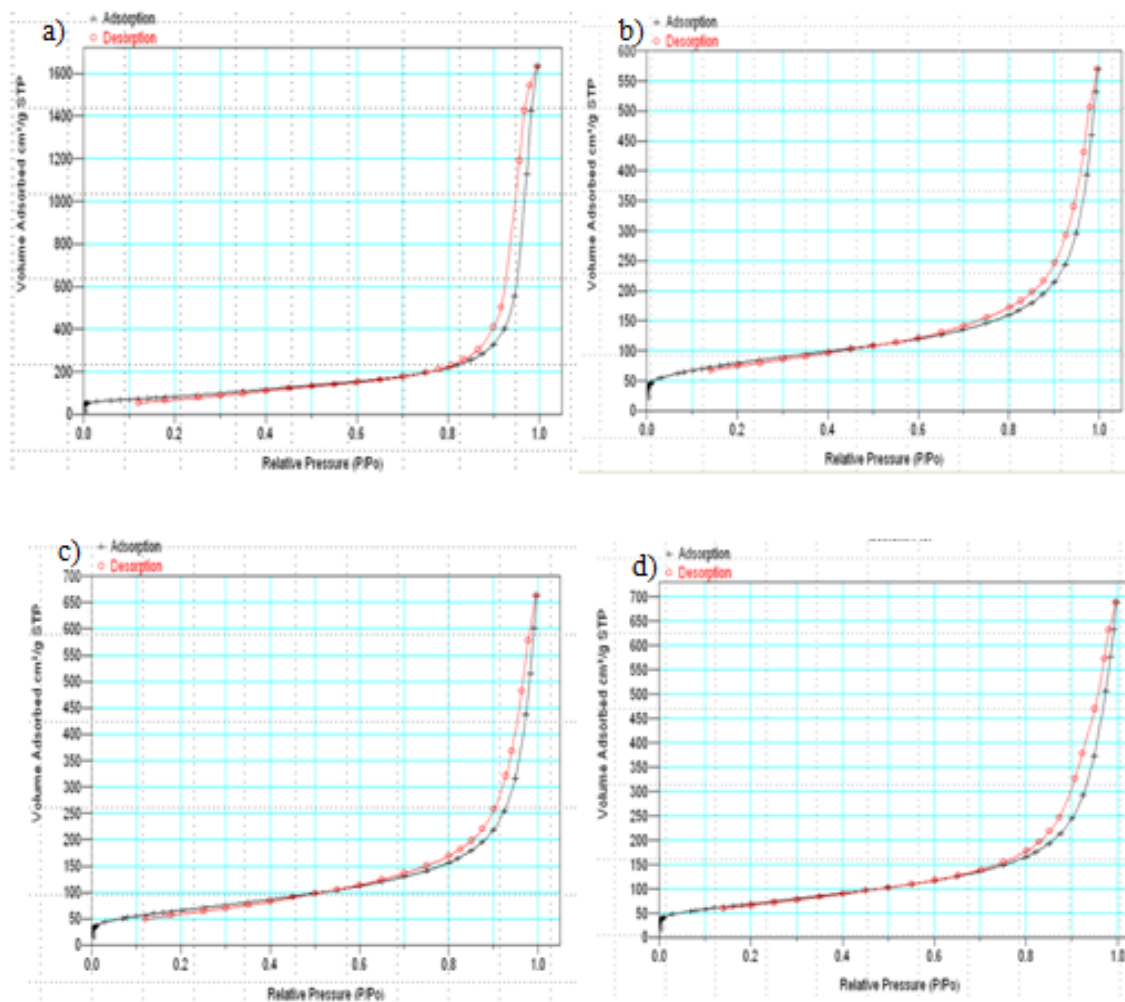 a)
Adsorption
Desorption
Volume Adsorbed cm³/g STP
1600
1400
1200
1000
800
600
400
200
0
0.0 0.2 0.4 0.6 0.8 1.0
Relative Pressure (P/Po)
b)
Adsorption
Desorption
Volume Adsorbed cm³/g STP
600
550
500
450
400
350
300
250
200
150
100
50
0
0.0 0.2 0.4 0.6 0.8 1.0
Relative Pressure (P/Po)
c)
Adsorption
Desorption
Volume Adsorbed cm³/g STP
700
650
600
550
500
450
400
350
300
250
200
150
100
50
0
0.0 0.2 0.4 0.6 0.8 1.0
Relative Pressure (P/Po)
d)
Adsorption
Desorption
Volume Adsorbed cm³/g STP
700
650
600
550
500
450
400
350
300
250
200
150
100
50
0
0.0 0.2 0.4 0.6 0.8 1.0
Relative Pressure (P/Po)